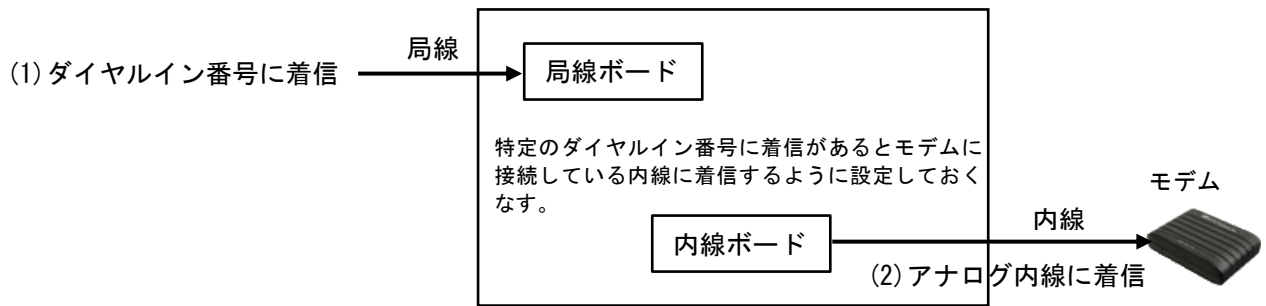 局線
(1)ダイヤルイン番号に着信
局線ボード
特定のダイヤルイン番号に着信があるとモデムに
接続している内線に着信するように設定しておく
なす。
モデム
内線
内線ボード
(2)アナログ内線に着信